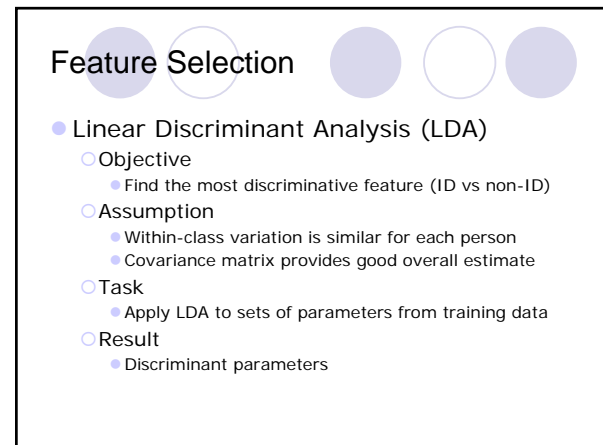 Feature Selection
Linear Discriminant Analysis (LDA)
Objective
Find the most discriminative feature (ID vs non-ID)
Assumption
Within-class variation is similar for each person
Covariance matrix provides good overall estimate
Task
Apply LDA to sets of parameters from training data
Result
Discriminant parameters